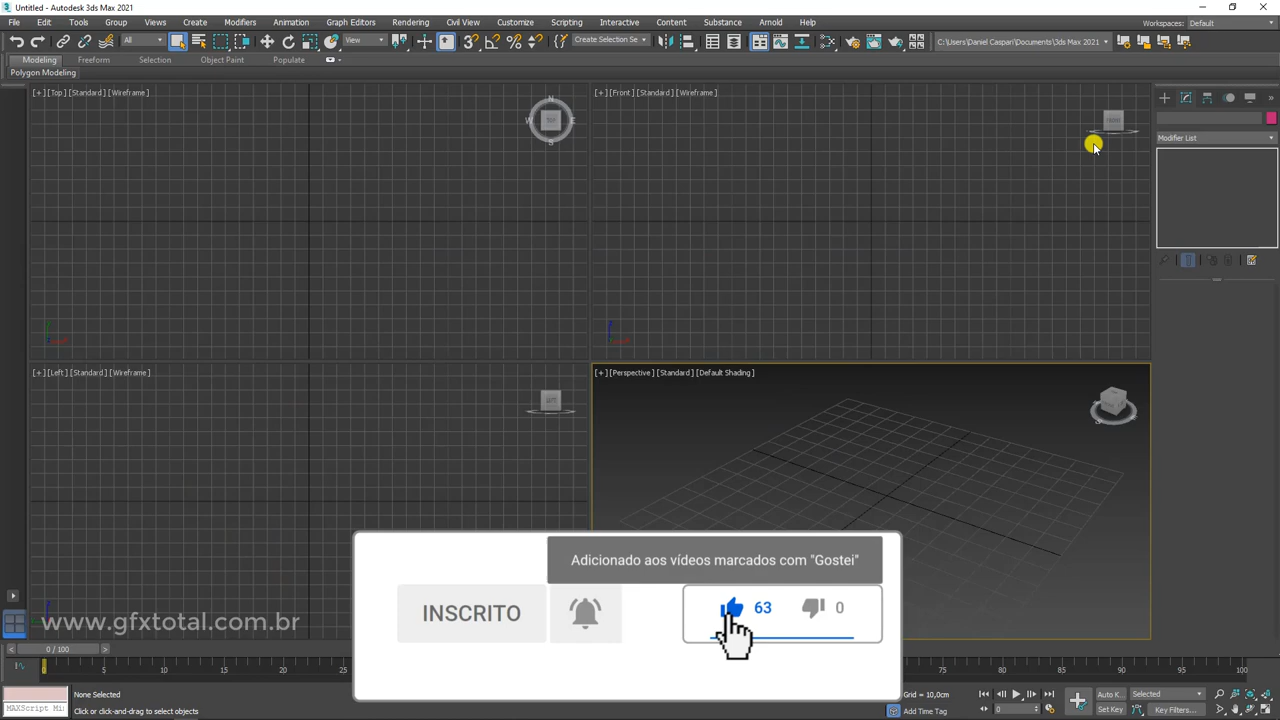 Untitled - Autodesk 3ds Max 2021
File Edit Tools Group Views Create Modifiers Animation Graph Editors Rendering Civil View Customize Scripting Interactive Content Substance Arnold Help
Workspaces: Default
All View Create Selection Se C:\Users\Daniel Caspari\Documents\3ds Max 2021
Modeling Freeform Selection Object Paint Populate
Polygon Modeling
[+] [Top] [Standard] [Wireframe]
[+] [Front] [Standard] [Wireframe]
Modifier List
[+] [Left] [Standard] [Wireframe]
[+] [Perspective] [Standard] [Default Shading]
Adicionado aos vídeos marcados com "Gostei"
INSCRITO
63 0
www.gfxtotal.com.br
0 / 100
0 5 10 15 20 25 70 75 80 85 90 95 100
None Selected
Click or click-and-drag to select objects
MAXScript Mi
Grid = 10,0cm
Add Time Tag
0
Auto K...
Selected
Set Key
Key Filters...